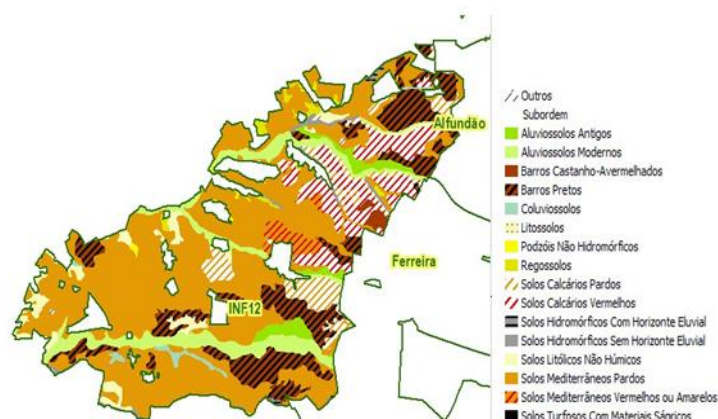 Alfundão
Ferreira
INF12
Outros
Subordem
Aluviossolos Antigos
Aluviossolos Modernos
Barros Castanho-Avermelhados
Barros Pretos
Coluviossolos
Litossolos
Podzóis Não Hidromórficos
Regossolos
Solos Calcários Pardos
Solos Calcários Vermelhos
Solos Hidromórficos Com Horizonte Eluvial
Solos Hidromórficos Sem Horizonte Eluvial
Solos Litólicos Não Húmicos
Solos Mediterrâneos Pardos
Solos Mediterrâneos Vermelhos ou Amarelos
Solos Turfosos Com Materiais Ságricos